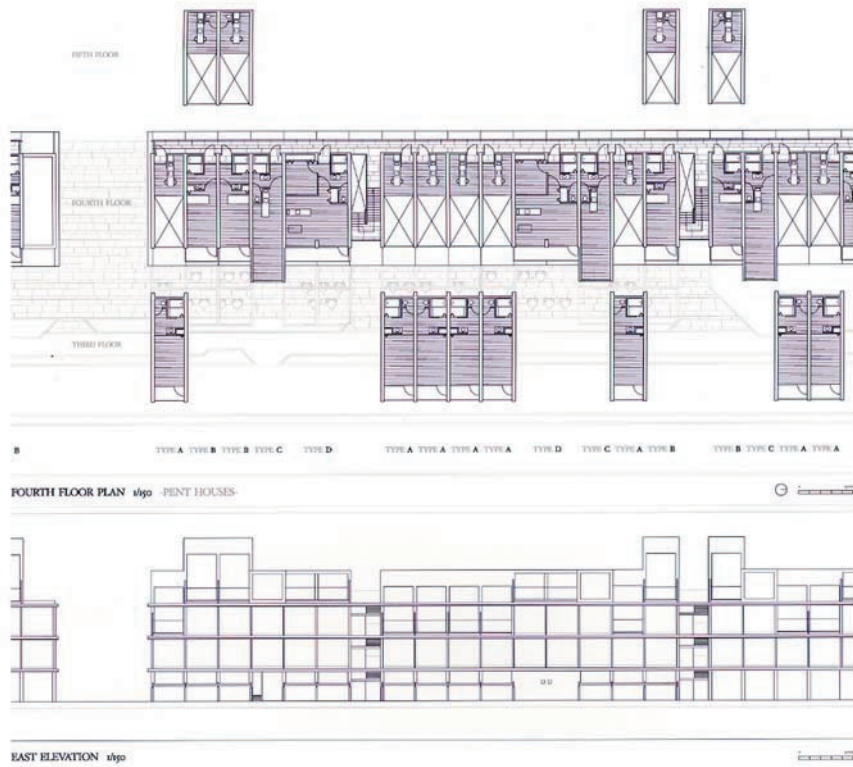 FIFTH FLOOR
FOURTH FLOOR
THIRD FLOOR
B TYPE A TYPE B TYPE B TYPE C TYPE D TYPE A TYPE A TYPE A TYPE A TYPE D TYPE C TYPE A TYPE B TYPE B TYPE C TYPE A TYPE A
FOURTH FLOOR PLAN 1/150 -PENT HOUSES-
EAST ELEVATION 1/150